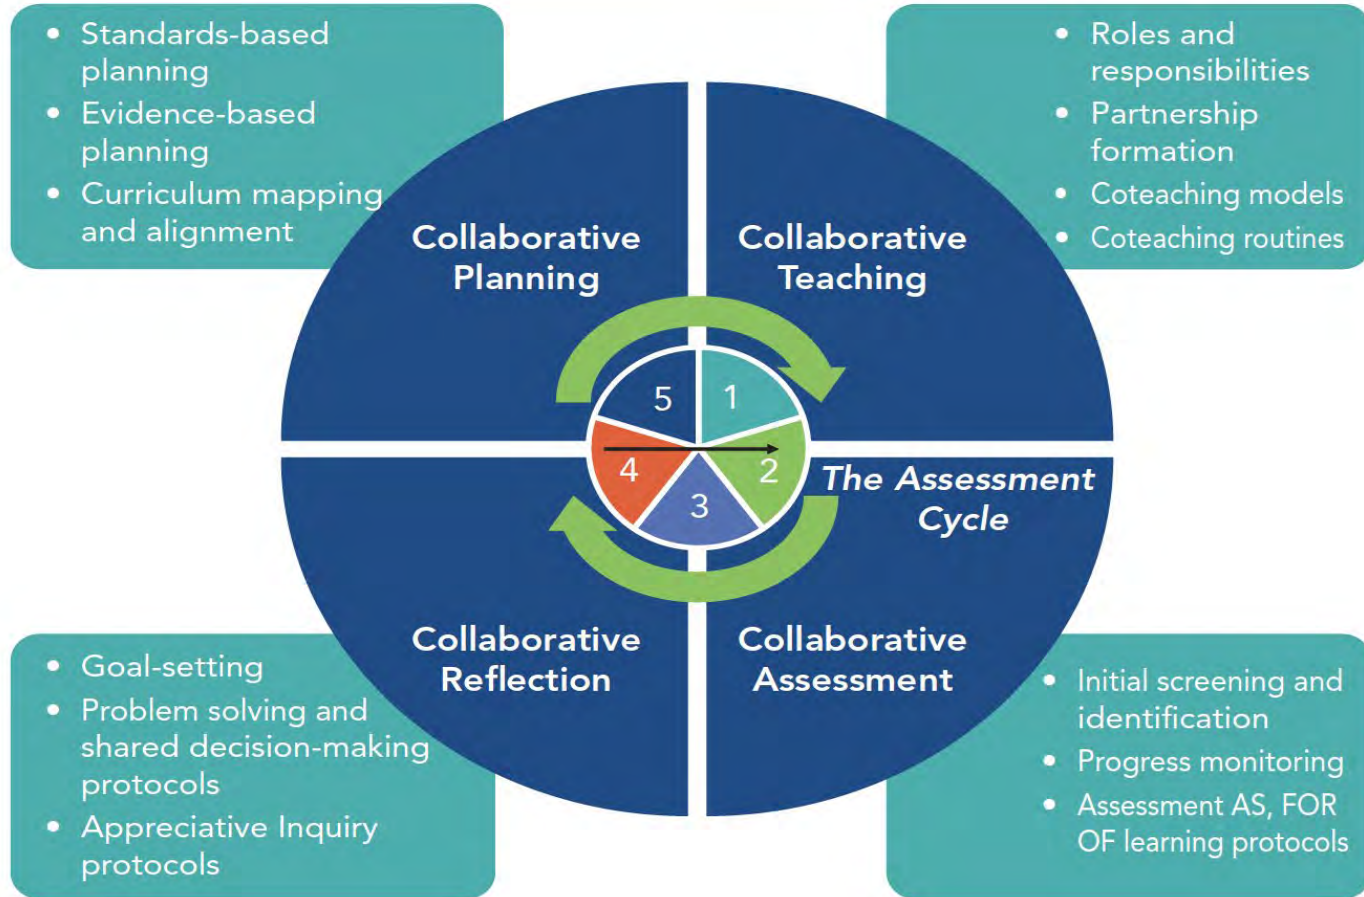 • Standards-based
planning
• Evidence-based
planning
• Curriculum mapping
and alignment
• Roles and
responsibilities
• Partnership
formation
• Coteaching models
• Coteaching routines
Collaborative
Planning
Collaborative
Teaching
5
1
4
2
3
The Assessment
Cycle
Collaborative
Reflection
Collaborative
Assessment
• Goal-setting
• Problem solving and
shared decision-making
protocols
• Appreciative Inquiry
protocols
• Initial screening and
identification
• Progress monitoring
• Assessment AS, FOR
OF learning protocols